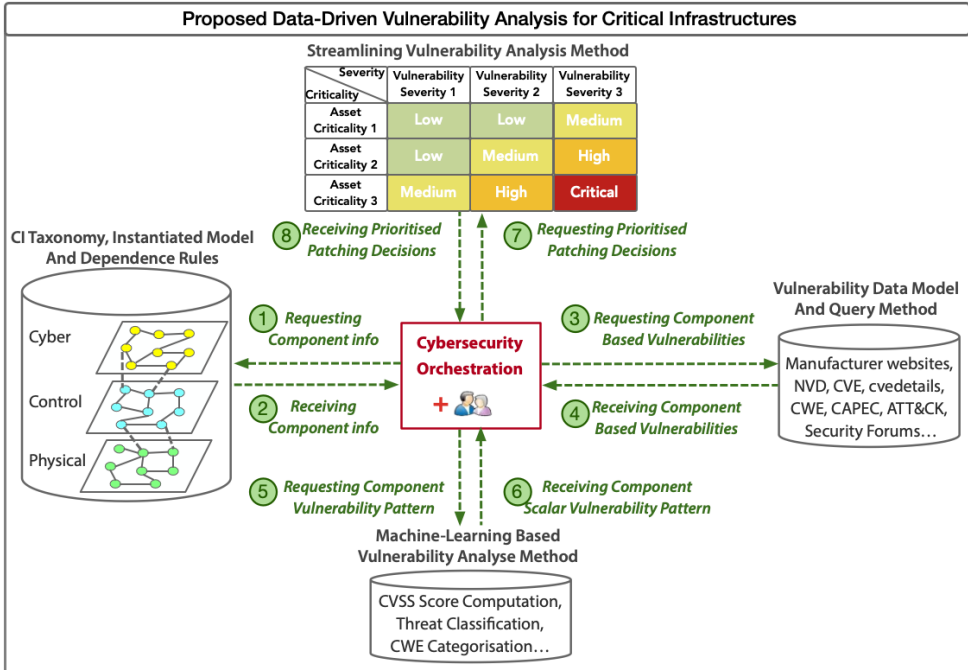 Proposed Data-Driven Vulnerability Analysis for Critical Infrastructures
Streamlining Vulnerability Analysis Method
Severity
Criticality
Vulnerability
Severity 1
Vulnerability
Severity 2
Vulnerability
Severity 3
Asset
Criticality 1
Low
Low
Medium
Asset
Criticality 2
Low
Medium
High
Asset
Criticality 3
Medium
High
Critical
8 Receiving Prioritised
Patching Decisions
7 Requesting Prioritised
Patching Decisions
CI Taxonomy, Instantiated Model
And Dependence Rules
Cyber
Control
Physical
1 Requesting
Component info
2 Receiving
Component info
Cybersecurity
Orchestration
+
3 Requesting Component
Based Vulnerabilities
4 Receiving Component
Based Vulnerabilities
Vulnerability Data Model
And Query Method
Manufacturer websites,
NVD, CVE, cvedetails,
CWE, CAPEC, ATT&CK,
Security Forums...
5 Requesting Component
Vulnerability Pattern
6 Receiving Component
Scalar Vulnerability Pattern
Machine-Learning Based
Vulnerability Analyse Method
CVSS Score Computation,
Threat Classification,
CWE Categorisation...